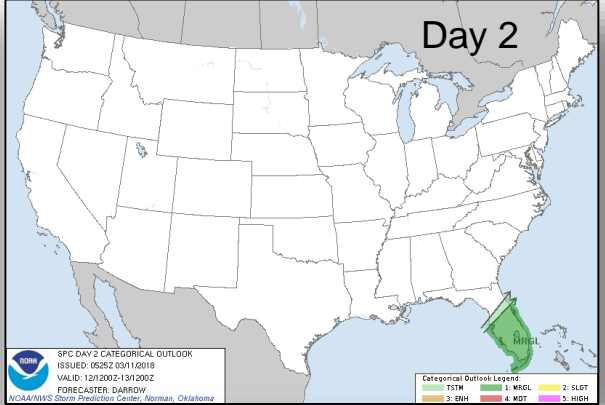 Day 2
MRGL
NOAA
SPC DAY 2 CATEGORICAL OUTLOOK
ISSUED: 0525Z 03/11/2018
VALID: 12/1200Z-13/1200Z
FORECASTER: DARROW
NOAA/NWS Storm Prediction Center, Norman, Oklahoma
Categorical Outlook Legend:
TSTM 1: MRGL 2: SLGT
3: ENH 4: MDT 5: HIGH